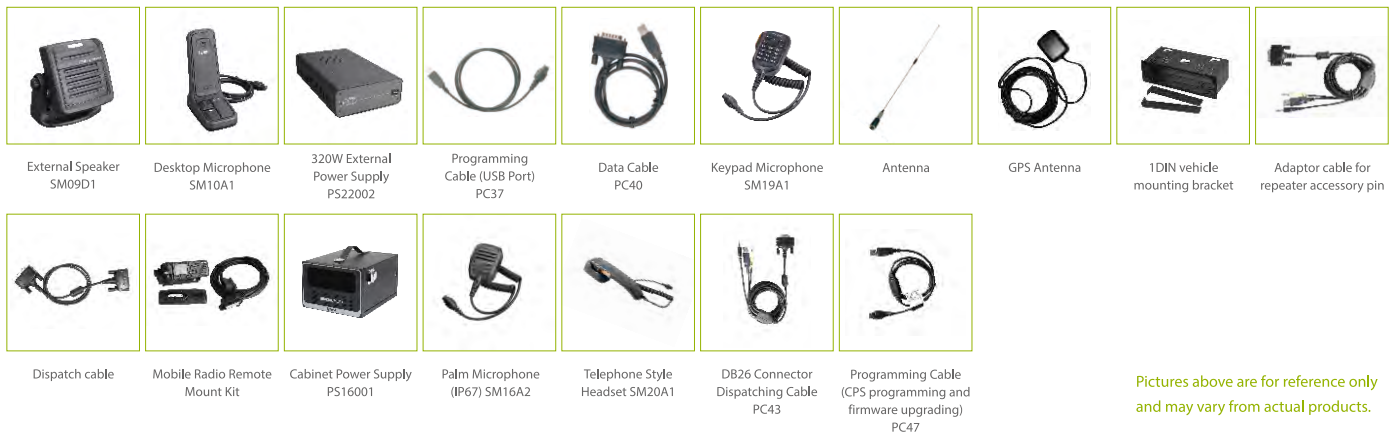 External Speaker
SM09D1
Desktop Microphone
SM10A1
320W External
Power Supply
PS22002
Programming
Cable (USB Port)
PC37
Data Cable
PC40
Keypad Microphone
SM19A1
Antenna
GPS Antenna
1DIN vehicle
mounting bracket
Adaptor cable for
repeater accessory pin
Dispatch cable
Mobile Radio Remote
Mount Kit
Cabinet Power Supply
PS16001
Palm Microphone
(IP67) SM16A2
Telephone Style
Headset SM20A1
DB26 Connector
Dispatching Cable
PC43
Programming Cable
(CPS programming and
firmware upgrading)
PC47
Pictures above are for reference only
and may vary from actual products.